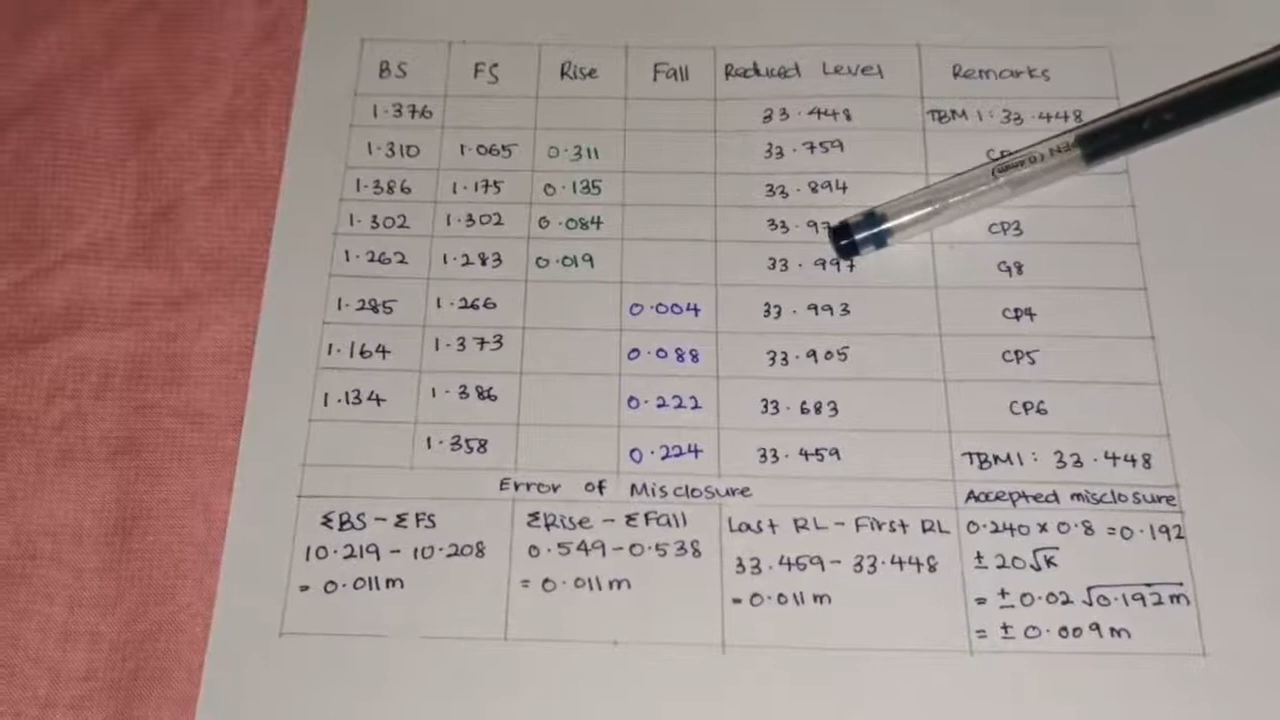 BS FS Rise Fall Reduced Level Remarks
1.376 33.448 TBM 1: 33.448
1.310 1.065 0.311 33.759
1.386 1.175 0.135 33.894
1.302 1.302 0.084 CP3
1.262 1.283 0.019 33.997 G8
1.285 1.266 0.004 33.993 CP4
1.164 1.373 0.088 33.905 CP5
1.134 1.386 0.222 33.683 CP6
1.358 0.224 33.459 TBM1: 33.448
Error of Misclosure Accepted misclosure
ΣBS - ΣFS ΣRise - ΣFall Last RL - First RL 0.240 x 0.8 = 0.192
10.219 - 10.208 0.549 - 0.538 33.459 - 33.448 ± 20√K
= 0.011m = 0.011m = 0.011m = ± 0.02 √0.192m
= ± 0.009m